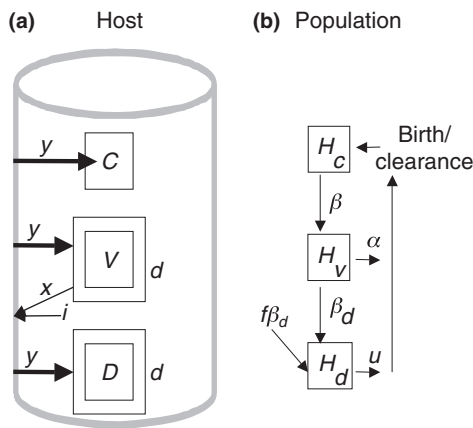 (a) Host
y
C
y
V
d
x
i
y
D
d
(b) Population
H_c
Birth/
clearance
β
H_v
α
β_d
fβ_d
H_d
u